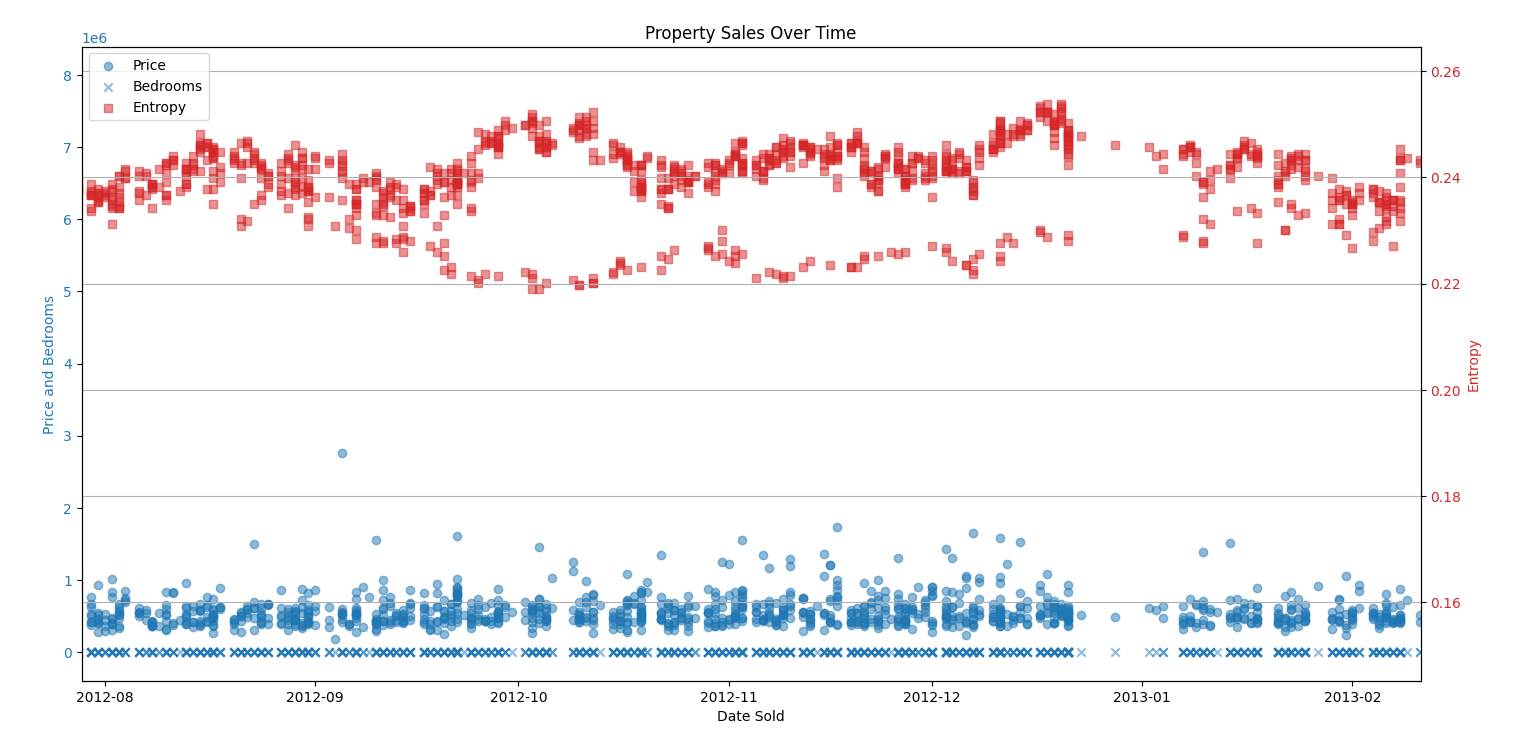 Property Sales Over Time
1e6
Price
Bedrooms
Entropy
8
7
6
5
4
3
2
1
0
Price and Bedrooms
0.26
0.24
0.22
0.20
0.18
0.16
Entropy
2012-08
2012-09
2012-10
2012-11
2012-12
2013-01
2013-02
Date Sold